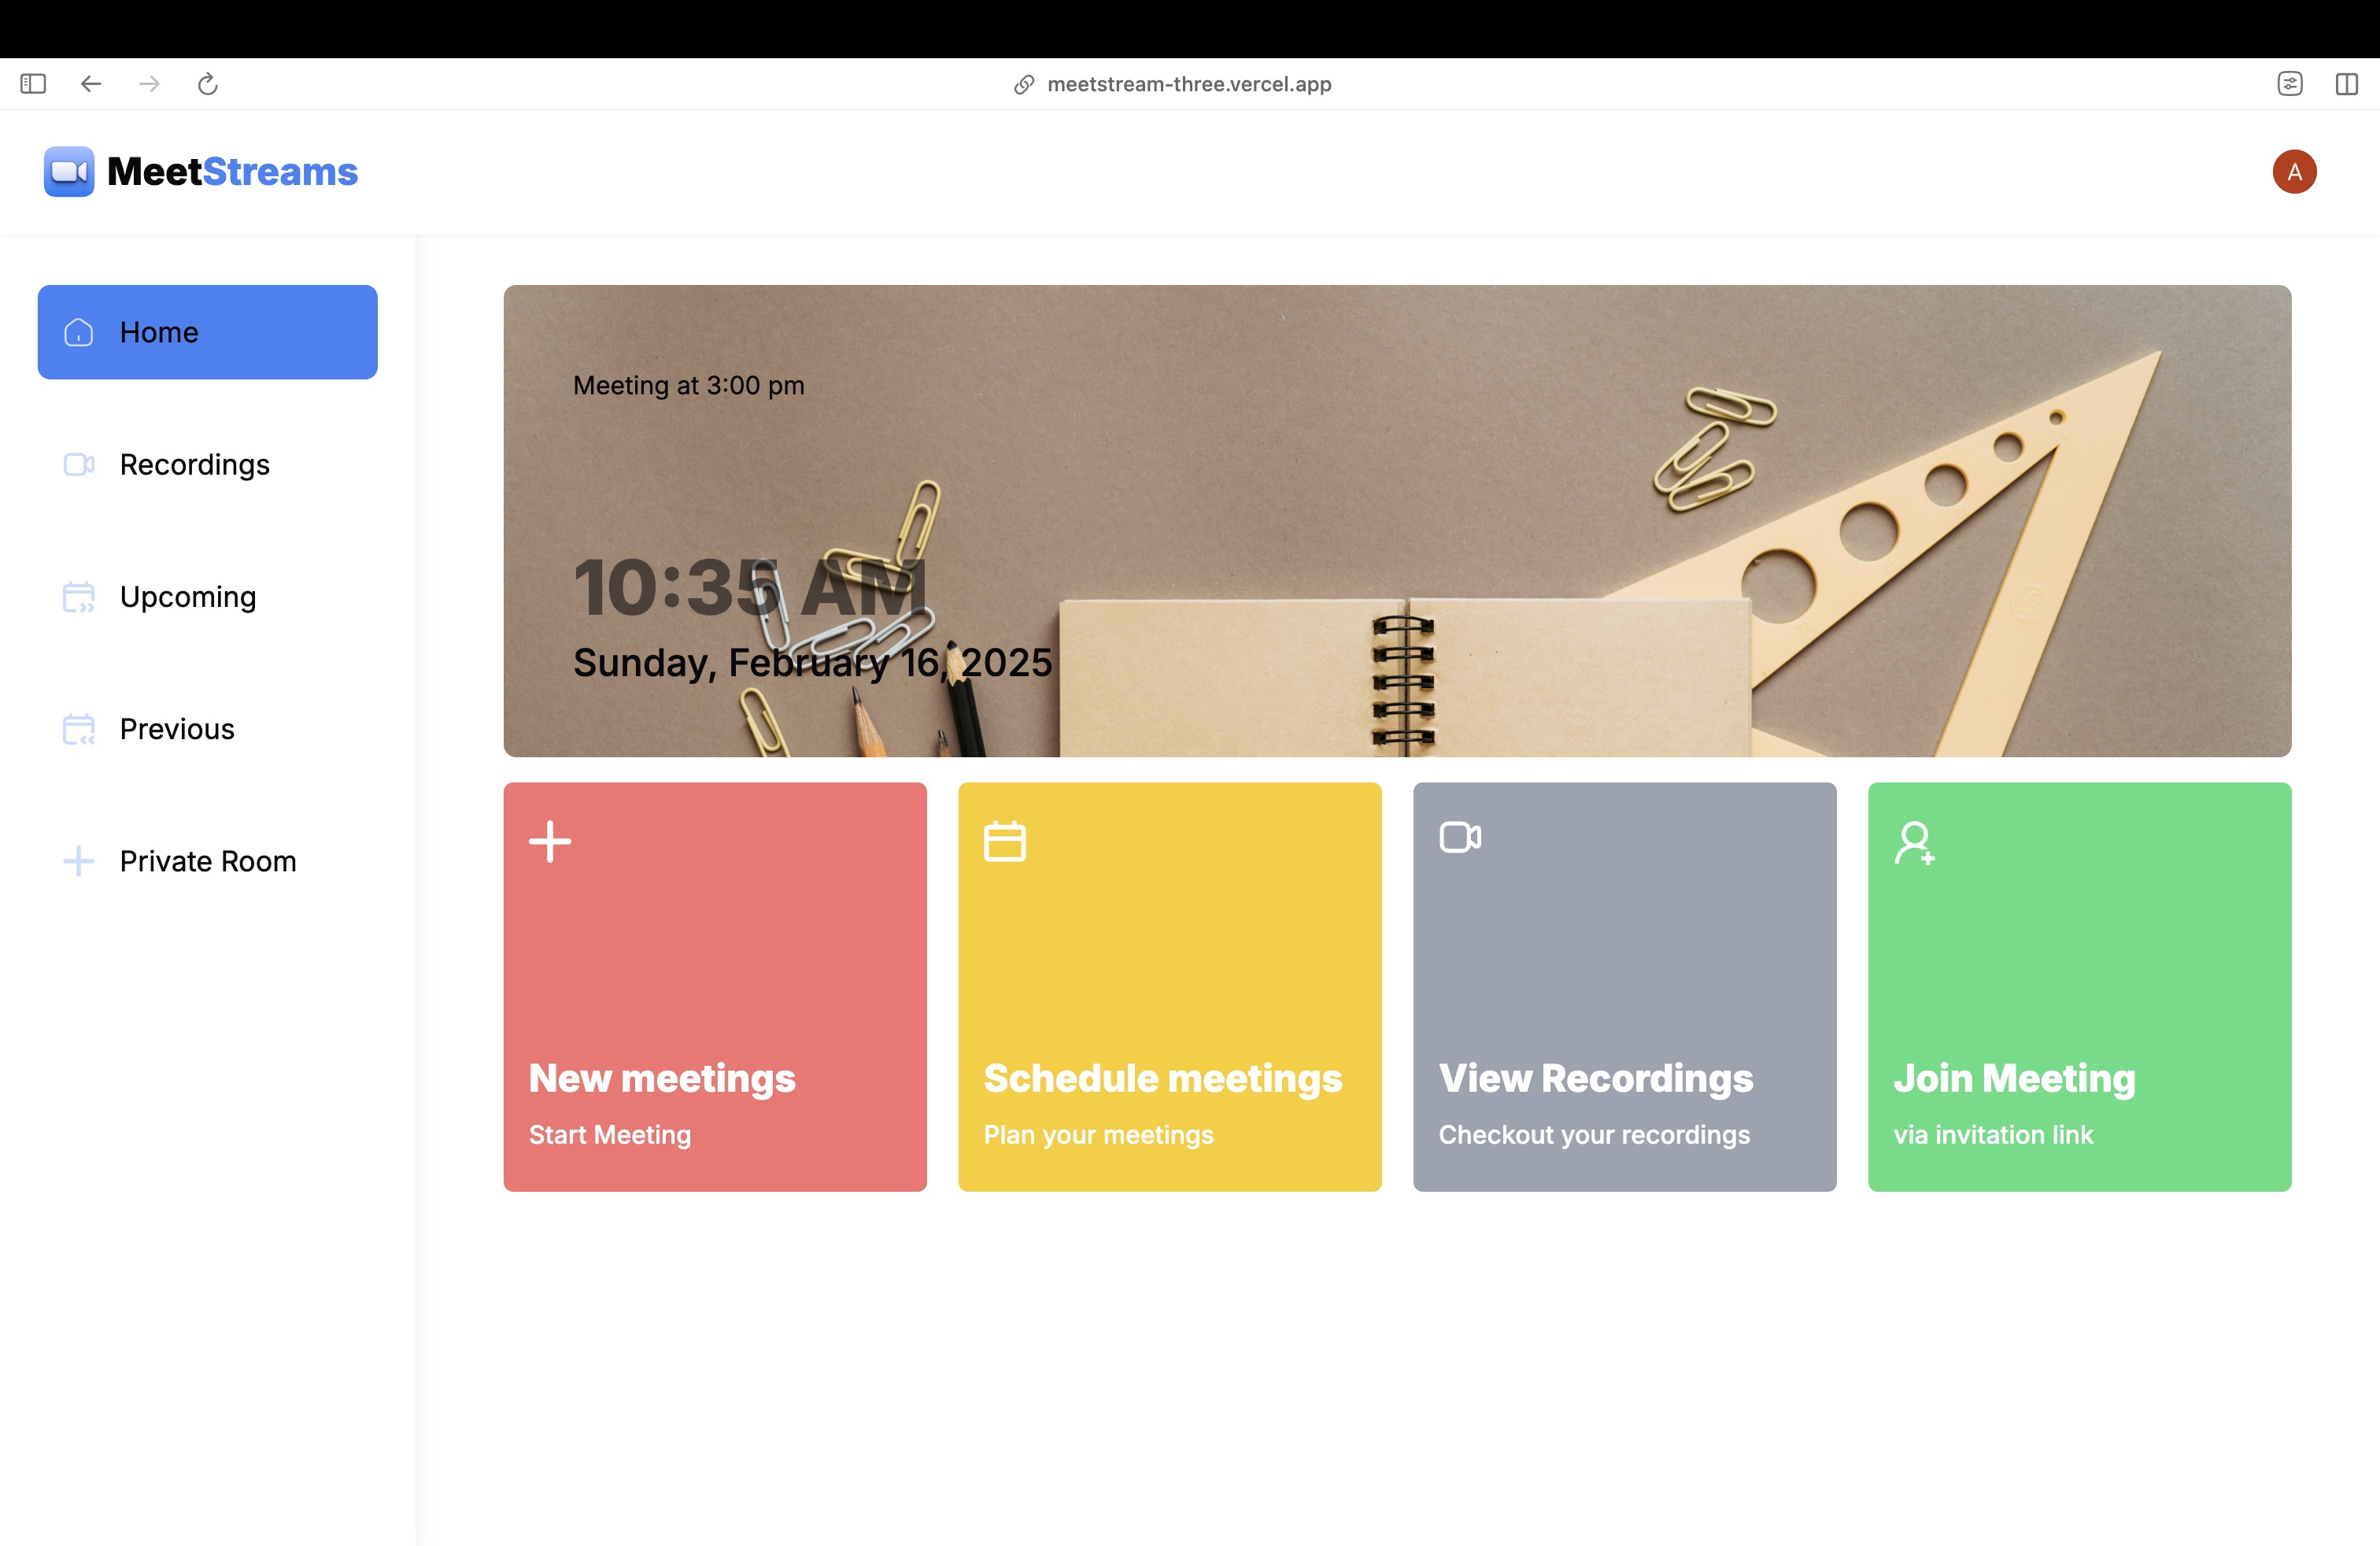 meetstream-three.vercel.app
MeetStreams
A
Home
Recordings
Upcoming
Previous
Private Room
Meeting at 3:00 pm
10:35 AM
Sunday, February 16, 2025
New meetings
Start Meeting
Schedule meetings
Plan your meetings
View Recordings
Checkout your recordings
Join Meeting
via invitation link